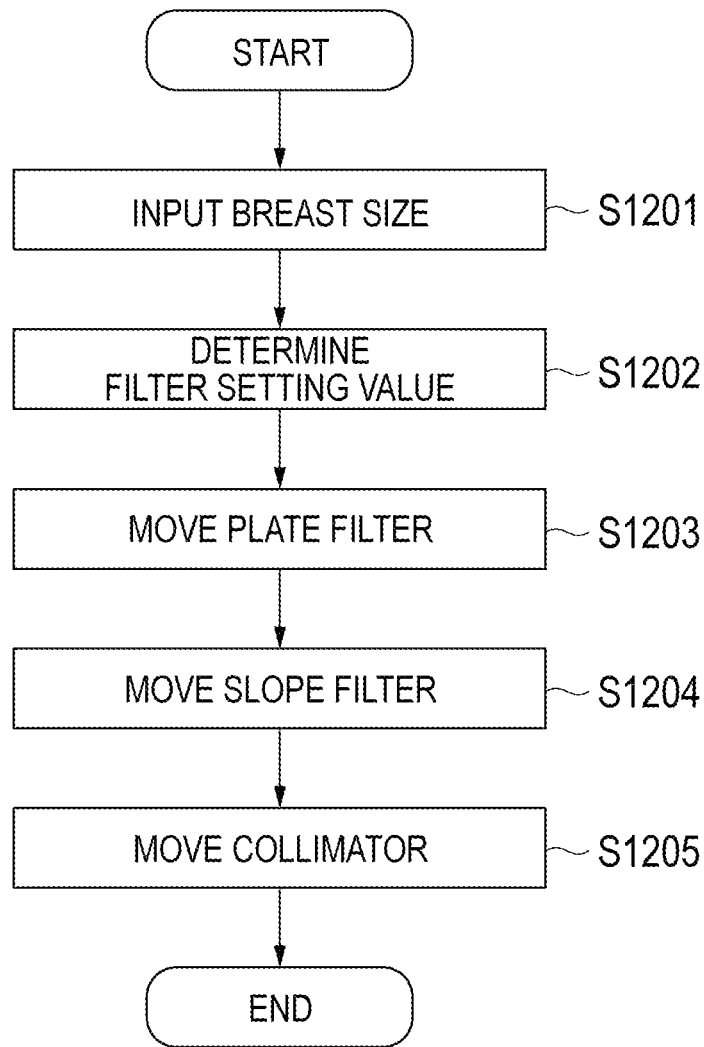 START
INPUT BREAST SIZE
S1201
DETERMINE
FILTER SETTING VALUE
S1202
MOVE PLATE FILTER
S1203
MOVE SLOPE FILTER
S1204
MOVE COLLIMATOR
S1205
END